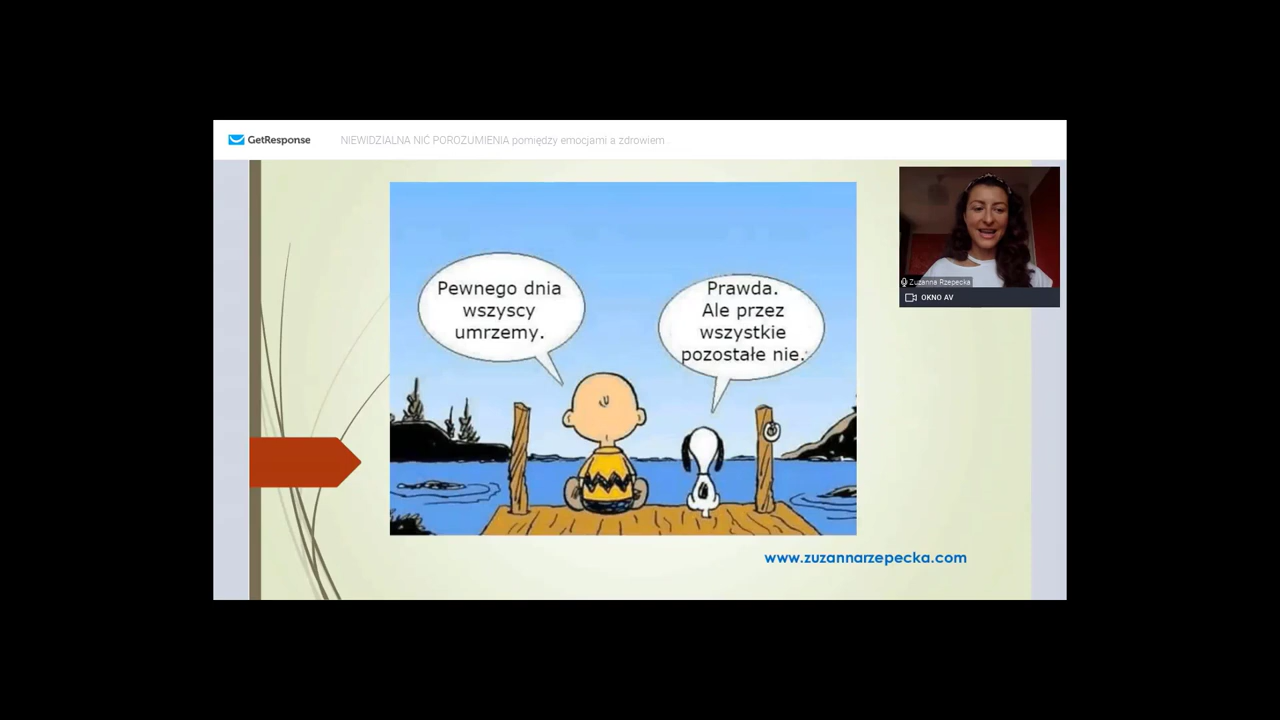 GetResponse
NIEWIDZIALNA NIĆ POROZUMIENIA pomiędzy emocjami a zdrowiem
Pewnego dnia
wszyscy
umrzemy.
Prawda.
Ale przez
wszystkie
pozostałe nie.
Zuzanna Rzepecka
OKNO AV
www.zuzannarzepecka.com